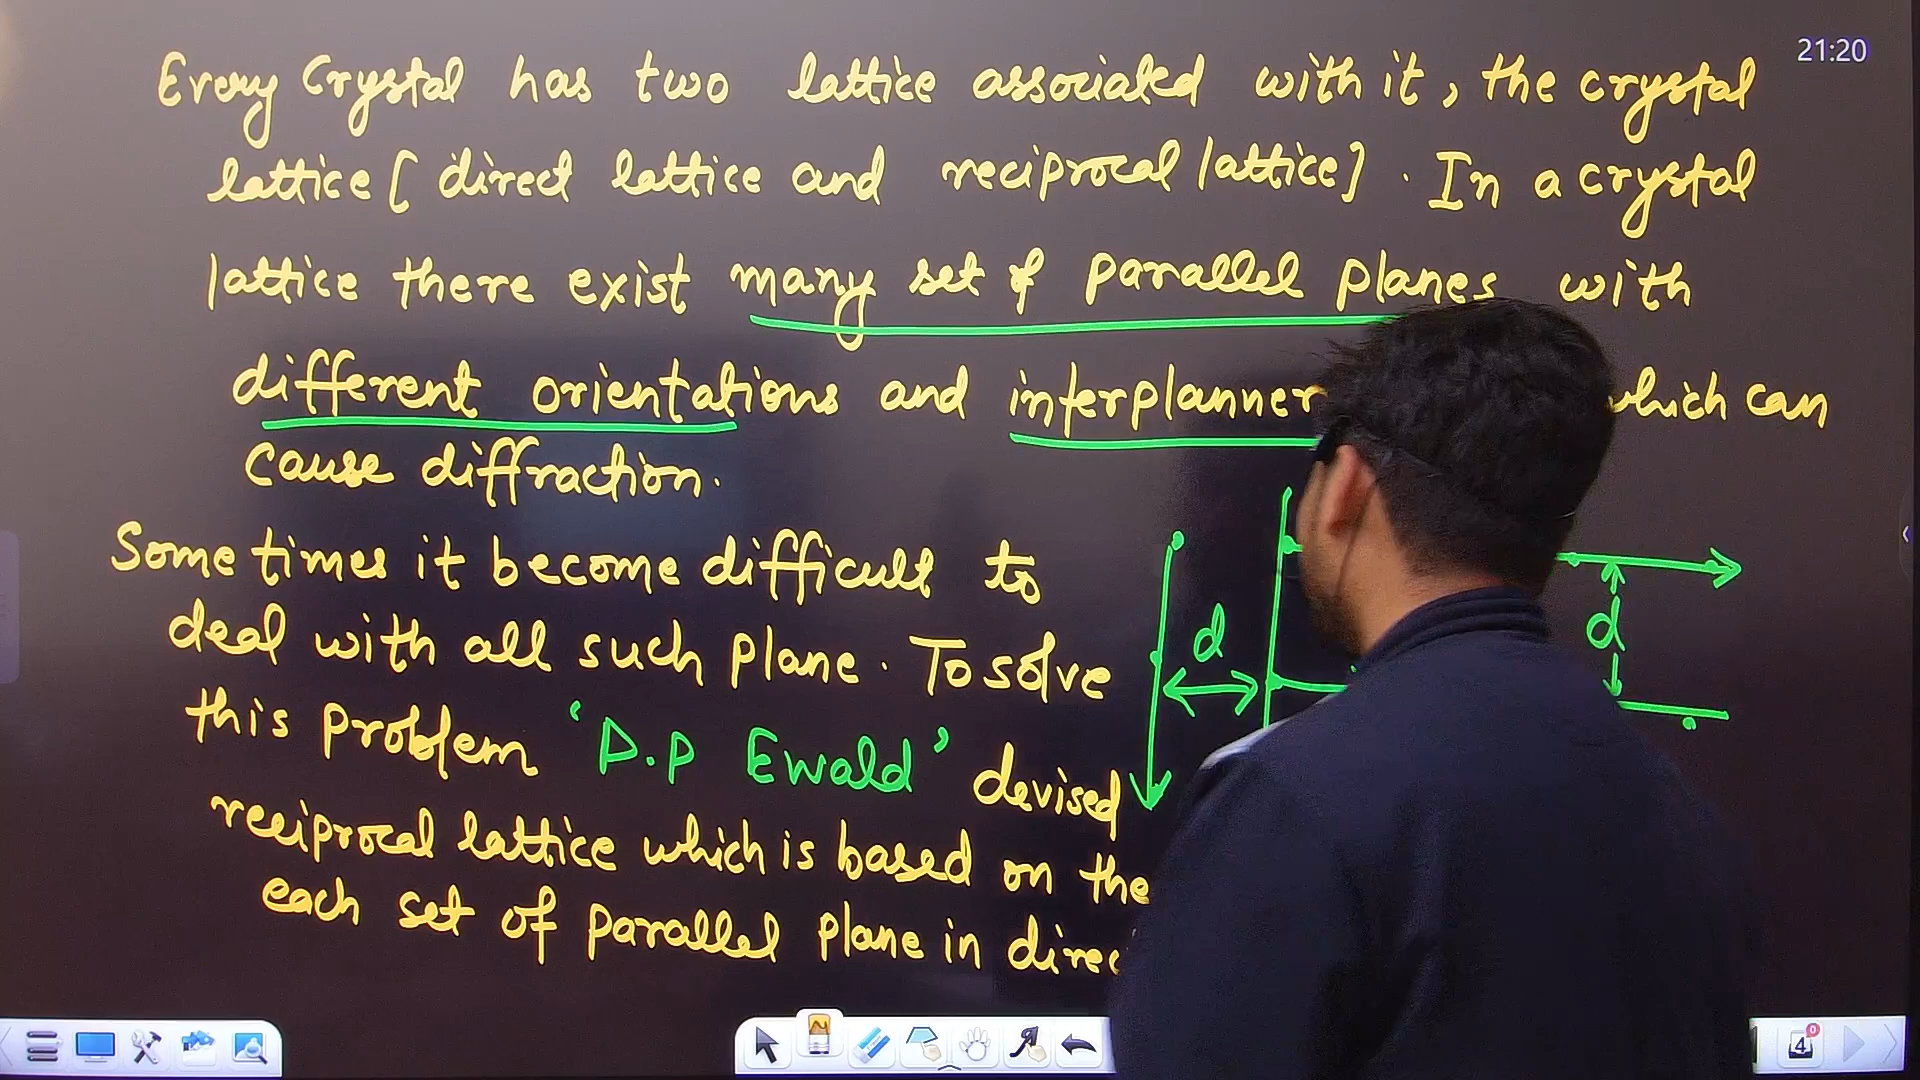 21:20
Every Crystal has two lattice associated with it, the crystal
lattice [ direct lattice and reciprocal lattice] . In a crystal
lattice there exist many set of parallel planes with
different orientations and interplanner which can
cause diffraction.
Some times it become difficult to
deal with all such plane. To solve
this problem 'D.P Ewald' devised
reciprocal lattice which is based on the
each set of parallel plane in direc
d
d
4
0